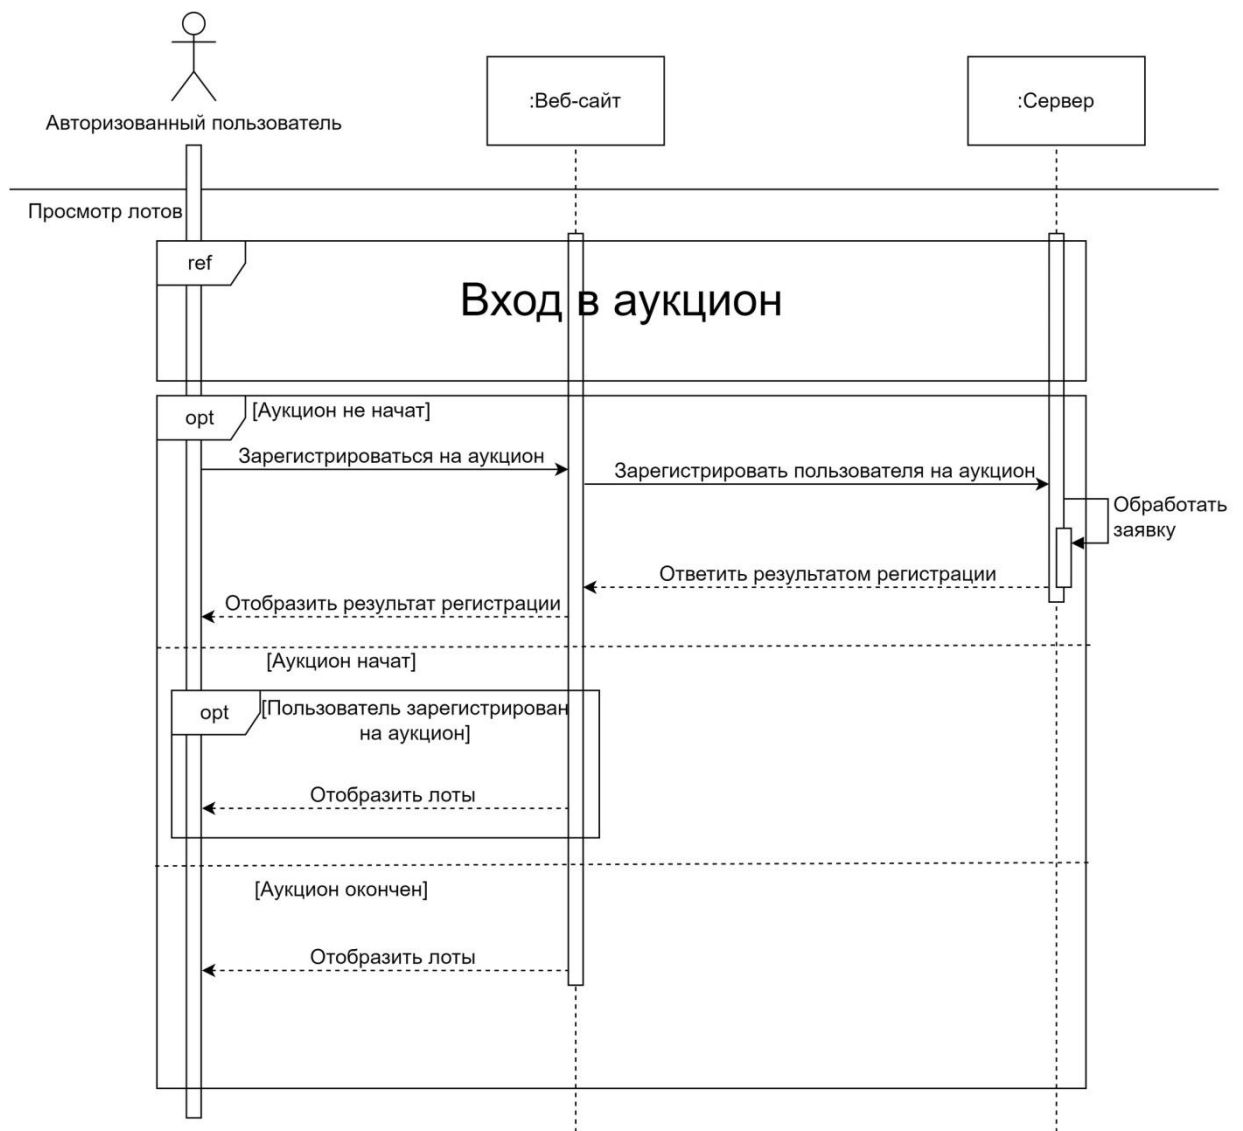 Авторизованный пользователь
:Веб-сайт
:Сервер
Просмотр лотов
ref
Вход в аукцион
opt
[Аукцион не начат]
Зарегистрироваться на аукцион
Зарегистрировать пользователя на аукцион
Обработать
заявку
Ответить результатом регистрации
Отобразить результат регистрации
[Аукцион начат]
opt
[Пользователь зарегистрирован
на аукцион]
Отобразить лоты
[Аукцион окончен]
Отобразить лоты